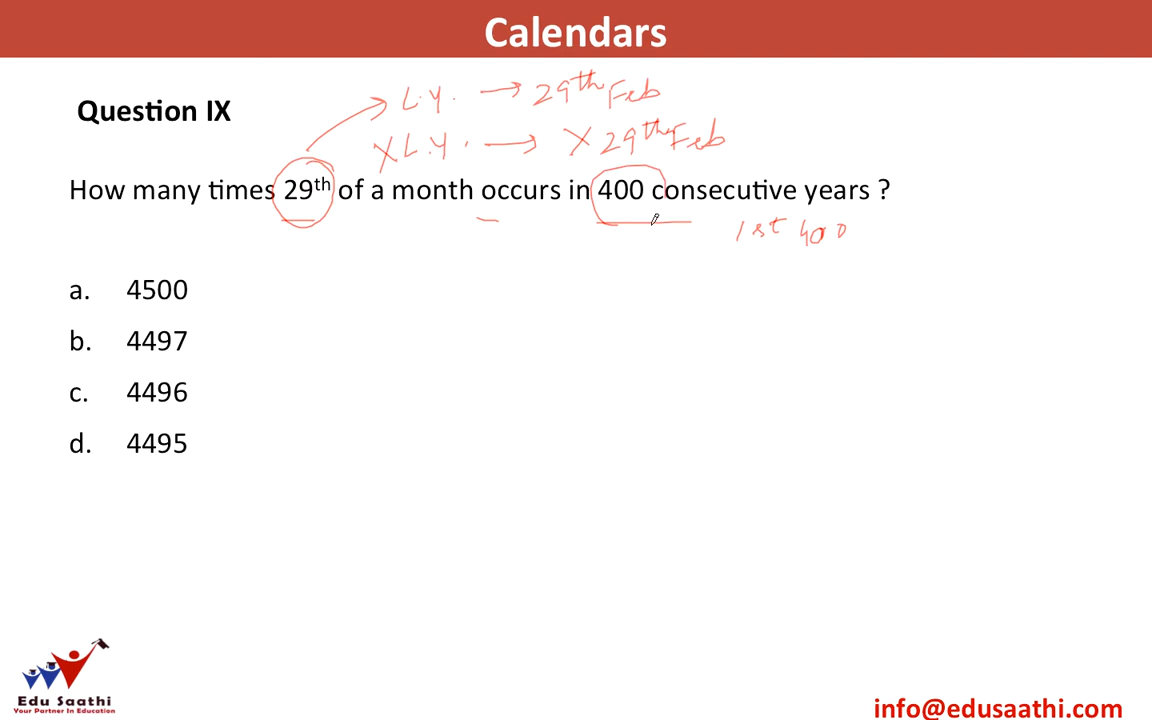 Calendars
L.Y. → 29th Feb
Question IX
X L.Y. → X 29th Feb
How many times 29th of a month occurs in 400 consecutive years ?
1st 400
a. 4500
b. 4497
c. 4496
d. 4495
Edu Saathi
Your Partner In Education
info@edusaathi.com